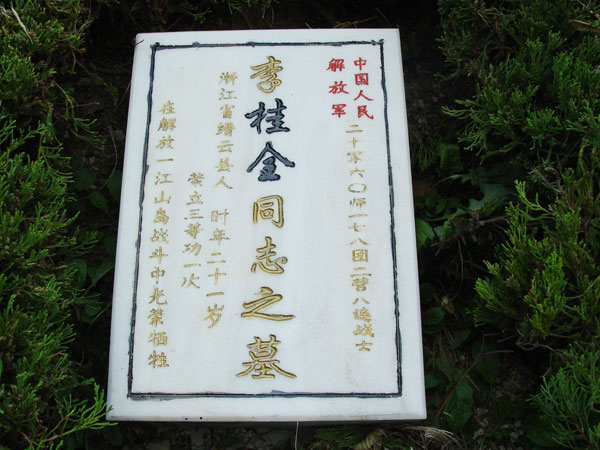 中国人民
解放军
二十军六〇师一七八团二营八连战士
李桂金同志之墓
浙江省缙云县人 时年二十一岁
荣立三等功一次
在解放一江山岛战斗中光荣牺牲